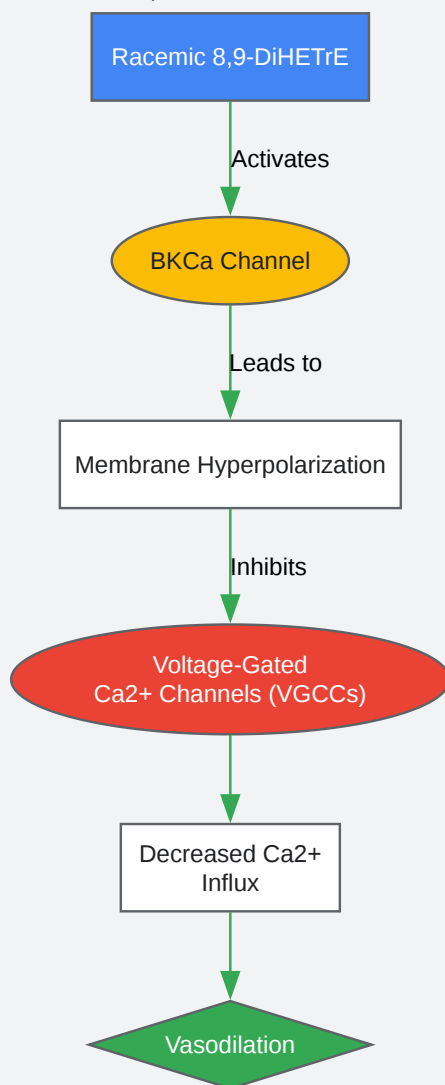 Racemic 8,9-DiHETrE
Activates
BKCa Channel
Leads to
Membrane Hyperpolarization
Inhibits
Voltage-Gated
Ca2+ Channels (VGCCs)
Decreased Ca2+
Influx
Vasodilation